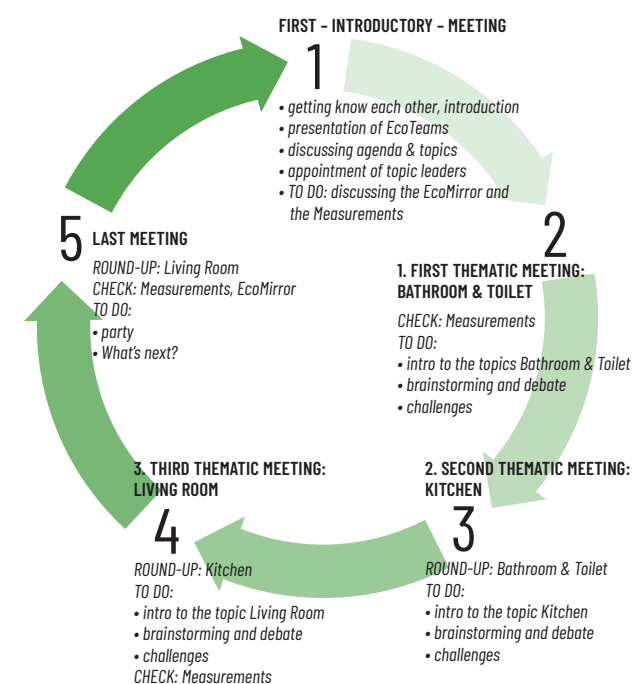 FIRST – INTRODUCTORY – MEETING
1
• getting know each other, introduction
• presentation of EcoTeams
• discussing agenda & topics
• appointment of topic leaders
• TO DO: discussing the EcoMirror and
the Measurements
2
1. FIRST THEMATIC MEETING:
BATHROOM & TOILET
CHECK: Measurements
TO DO:
• intro to the topics Bathroom & Toilet
• brainstorming and debate
• challenges
2. SECOND THEMATIC MEETING:
KITCHEN
3
ROUND-UP: Bathroom & Toilet
TO DO:
• intro to the topic Kitchen
• brainstorming and debate
• challenges
3. THIRD THEMATIC MEETING:
LIVING ROOM
4
ROUND-UP: Kitchen
TO DO:
• intro to the topic Living Room
• brainstorming and debate
• challenges
CHECK: Measurements
5
LAST MEETING
ROUND-UP: Living Room
CHECK: Measurements, EcoMirror
TO DO:
• party
• What's next?